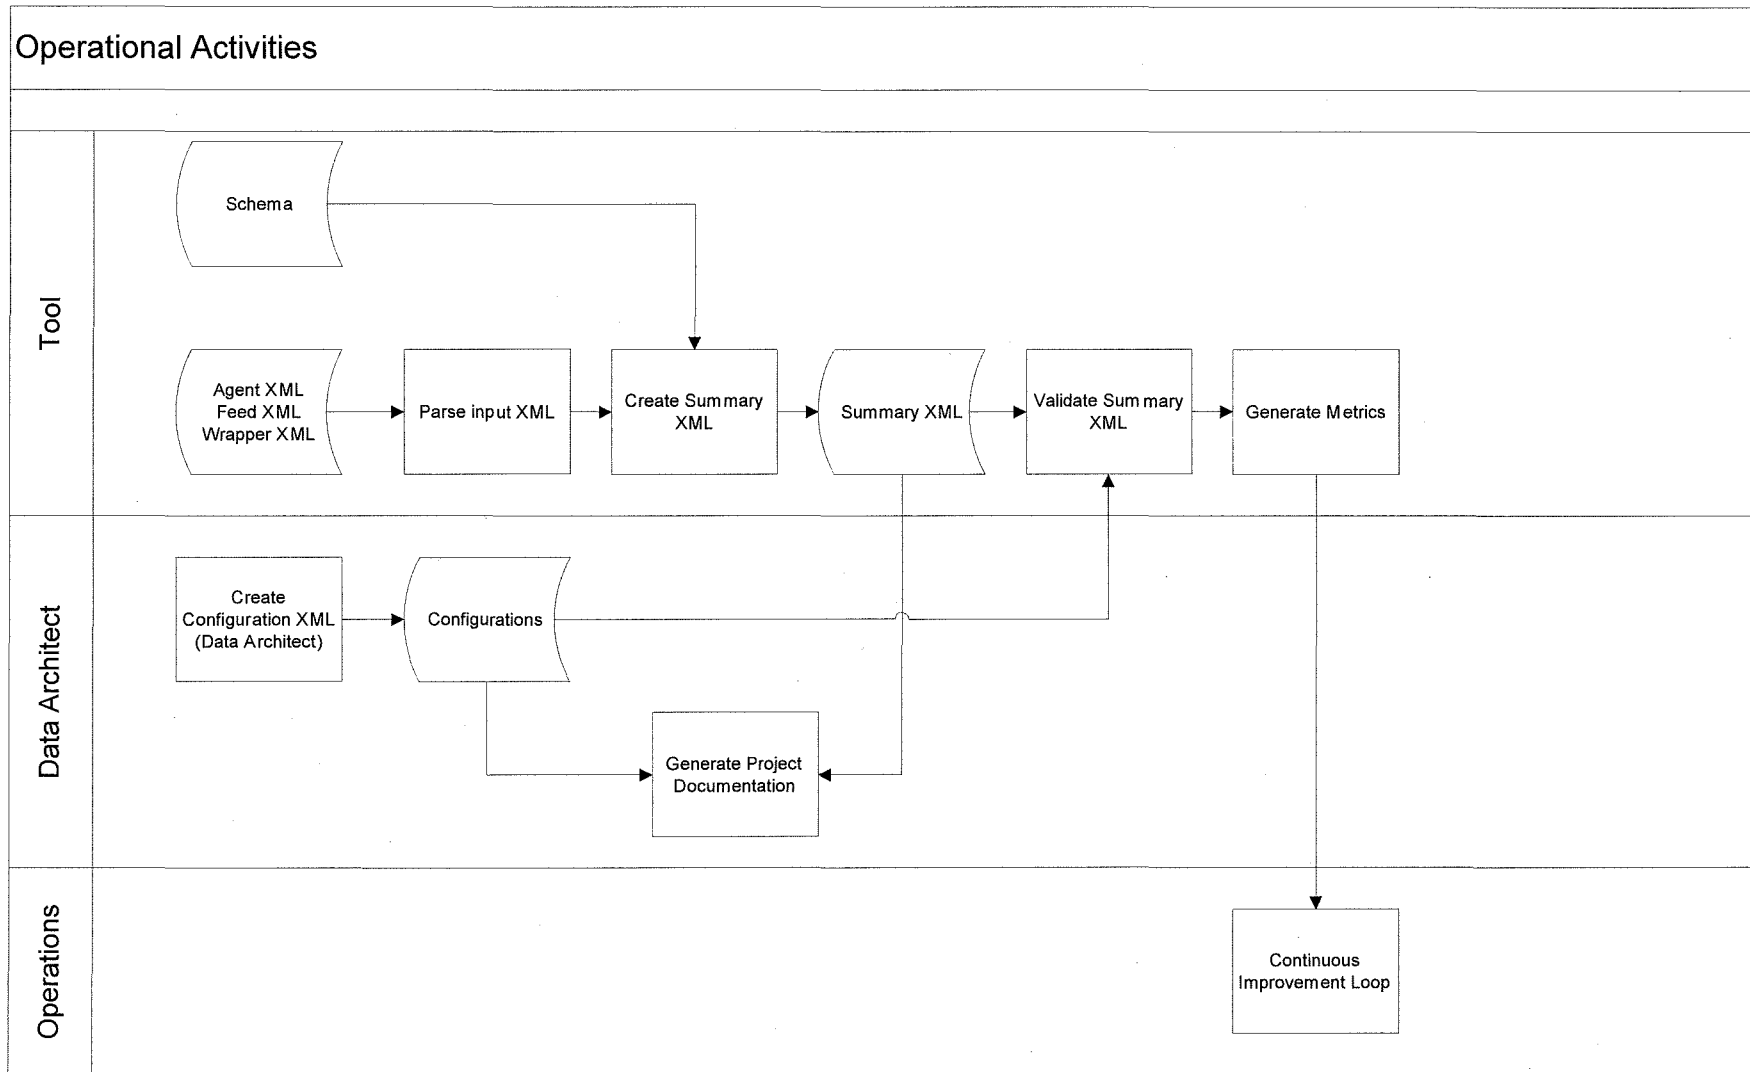 Operational Activities
Tool
Schema
Agent XML
Feed XML
Wrapper XML
Parse input XML
Create Summary
XML
Summary XML
Validate Summary
XML
Generate Metrics
Data Architect
Create
Configuration XML
(Data Architect)
Configurations
Generate Project
Documentation
Operations
Continuous
Improvement Loop